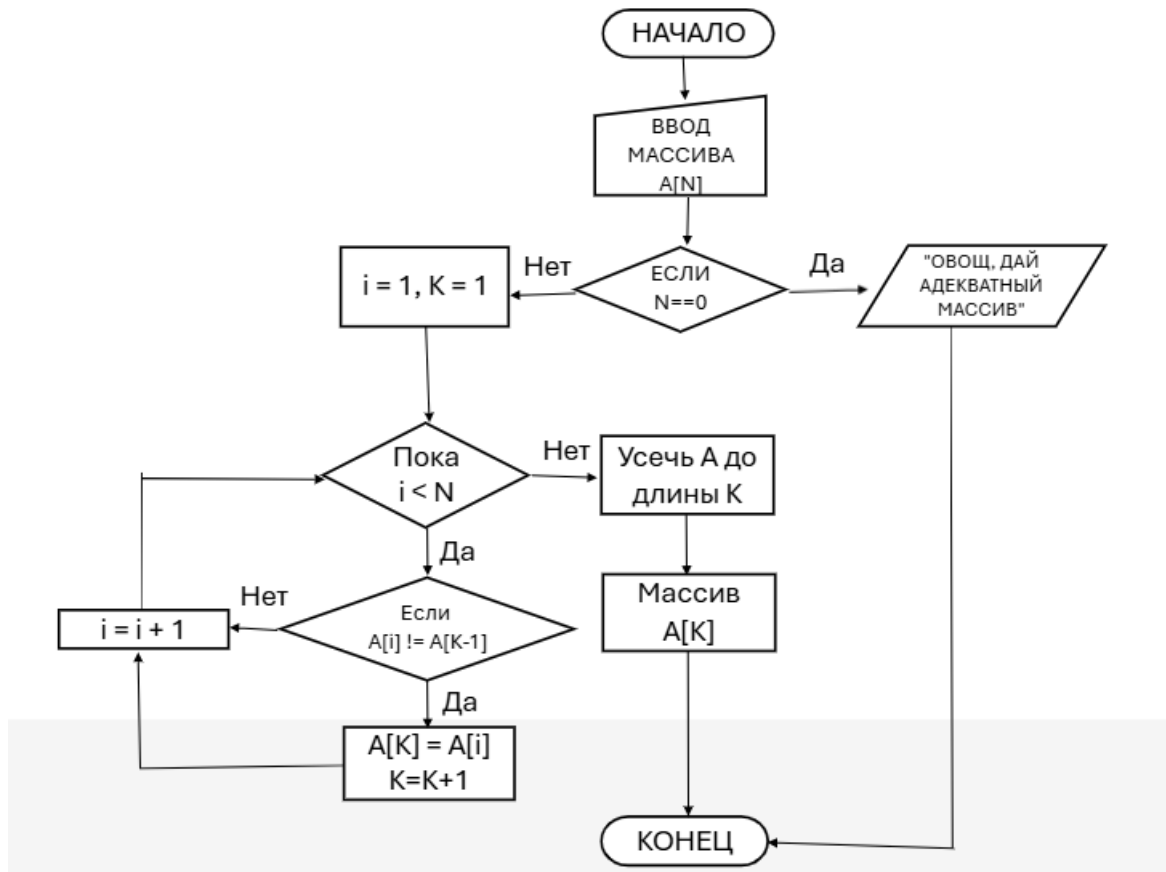 НАЧАЛО
ВВОД
МАССИВА
A[N]
ЕСЛИ
N==0
Нет
Да
i = 1, K = 1
"ОВОЩ, ДАЙ
АДЕКВАТНЫЙ
МАССИВ"
Пока
i < N
Нет
Усечь А до
длины K
Да
Массив
A[K]
Если
A[i] != A[K-1]
Нет
i = i + 1
Да
A[K] = A[i]
K=K+1
КОНЕЦ